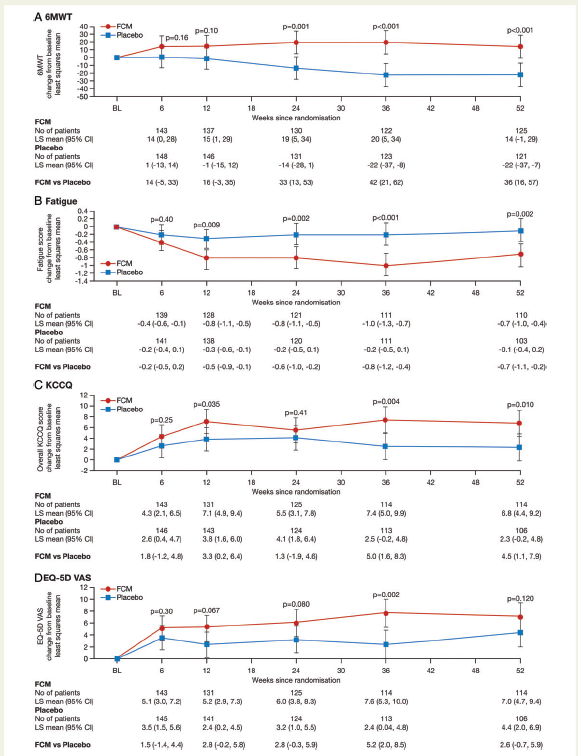 A 6MWT
6MWT
change from baseline
least squares mean
40
30
20
10
0
-10
-20
-30
-40
-50
FCM
Placebo
p=0.16
p=0.10
p=0.001
p<0.001
p<0.001
BL 6 12 18 24 30 36 42 48 52
Weeks since randomisation
FCM
No of patients 143 137 130 122 125
LS mean (95% CI) 14 (0, 28) 15 (1, 29) 19 (5, 34) 20 (5, 34) 14 (-1, 29)
Placebo
No of patients 148 146 131 123 121
LS mean (95% CI) 1 (-13, 14) -1 (-15, 12) -14 (-28, 1) -22 (-37, -8) -22 (-37, -7)
FCM vs Placebo 14 (-5, 33) 16 (-3, 35) 33 (13, 53) 42 (21, 62) 36 (16, 57)
B Fatigue
Fatigue score
change from baseline
least squares mean
0.4
0.2
0
-0.2
-0.4
-0.6
-0.8
-1
-1.2
-1.4
FCM
Placebo
p=0.40
p=0.009
p=0.002
p<0.001
p=0.002
BL 6 12 18 24 30 36 42 48 52
Weeks since randomisation
FCM
No of patients 139 128 121 111 110
LS mean (95% CI) -0.4 (-0.6, -0.1) -0.8 (-1.1, -0.5) -0.8 (-1.1, -0.5) -1.0 (-1.3, -0.7) -0.7 (-1.0, -0.4)
Placebo
No of patients 141 138 120 111 103
LS mean (95% CI) -0.2 (-0.4, 0.1) -0.3 (-0.6, -0.1) -0.2 (-0.5, 0.1) -0.2 (-0.5, 0.1) -0.1 (-0.4, 0.2)
FCM vs Placebo -0.2 (-0.5, 0.2) -0.5 (-0.9, -0.1) -0.6 (-1.0, -0.2) -0.8 (-1.2, -0.4) -0.7 (-1.1, -0.2)
C KCCQ
Overall KCCQ score
change from baseline
least squares mean
12
10
8
6
4
2
0
-2
FCM
Placebo
p=0.25
p=0.035
p=0.41
p=0.004
p=0.010
BL 6 12 18 24 30 36 42 48 52
Weeks since randomisation
FCM
No of patients 143 131 125 114 114
LS mean (95% CI) 4.3 (2.1, 6.5) 7.1 (4.9, 9.4) 5.5 (3.1, 7.8) 7.4 (5.0, 9.9) 6.8 (4.4, 9.2)
Placebo
No of patients 146 143 124 113 106
LS mean (95% CI) 2.6 (0.4, 4.7) 3.8 (1.6, 6.0) 4.1 (1.8, 6.4) 2.5 (-0.2, 4.8) 2.3 (-0.2, 4.8)
FCM vs Placebo 1.8 (-1.2, 4.8) 3.3 (0.2, 6.4) 1.3 (-1.9, 4.6) 5.0 (1.6, 8.3) 4.5 (1.1, 7.9)
D EQ-5D VAS
EQ-5D VAS
change from baseline
least squares mean
12
10
8
6
4
2
0
FCM
Placebo
p=0.30
p=0.067
p=0.080
p=0.002
p=0.120
BL 6 12 18 24 30 36 42 48 52
Weeks since randomisation
FCM
No of patients 143 131 125 114 114
LS mean (95% CI) 5.1 (3.0, 7.2) 5.2 (2.9, 7.3) 6.0 (3.8, 8.3) 7.6 (5.3, 10.0) 7.0 (4.7, 9.4)
Placebo
No of patients 145 141 124 113 106
LS mean (95% CI) 3.5 (1.5, 5.6) 2.4 (0.2, 4.5) 3.2 (1.0, 5.5) 2.4 (0.04, 4.8) 4.4 (2.0, 6.9)
FCM vs Placebo 1.5 (-1.4, 4.4) 2.8 (-0.2, 5.8) 2.8 (-0.3, 5.9) 5.2 (2.0, 8.5) 2.6 (-0.7, 5.9)